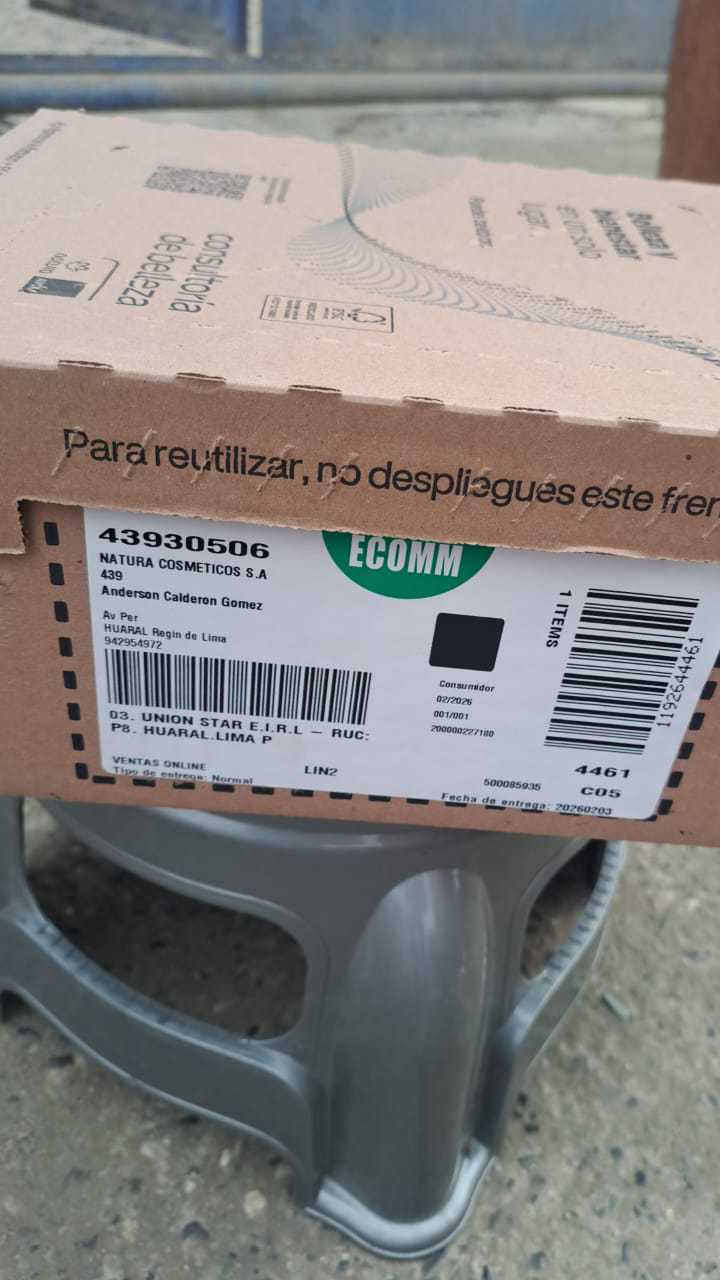 consultoría
de belleza
Belleza y
bienestar
en un solo
lugar.
FSC
Para reutilizar, no despliegues este fren
43930506
NATURA COSMETICOS S.A
439
Anderson Calderon Gomez
Av Per
HUARAL Regin de Lima
942954972
ECOMM
1 ITEMS
1192644461
Consumidor
02/2026
001/001
200000227180
D3. UNION STAR E.I.R.L – RUC:
P8. HUARAL.LIMA P
VENTAS ONLINE
LIN2
Tipo de entrega: Normal
500085935
4461
C05
Fecha de entrega: 20260203